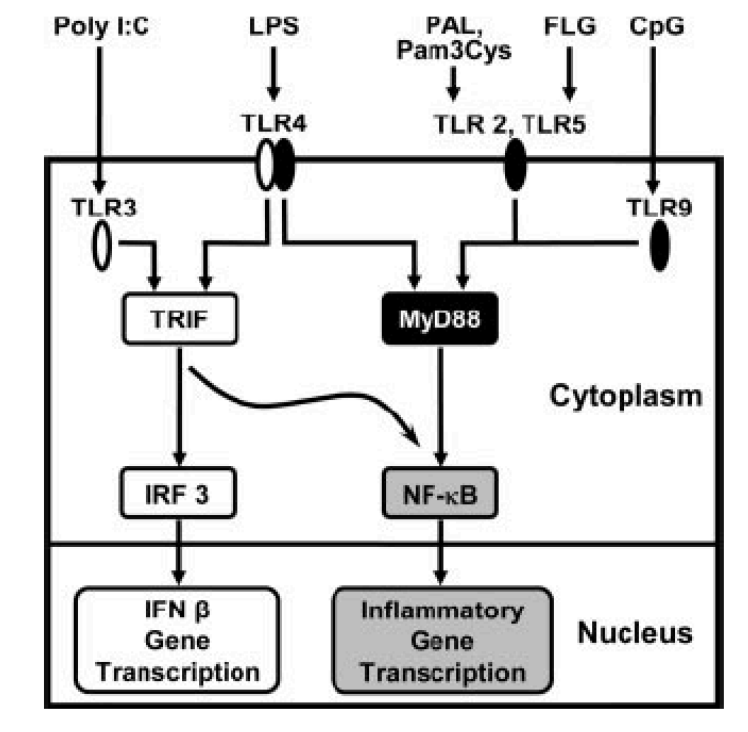 Poly I:C
LPS
PAL,
Pam3Cys
FLG
CpG
TLR4
TLR 2, TLR5
TLR3
TLR9
TRIF
MyD88
Cytoplasm
IRF 3
NF-κB
IFN β
Gene
Transcription
Inflammatory
Gene
Transcription
Nucleus